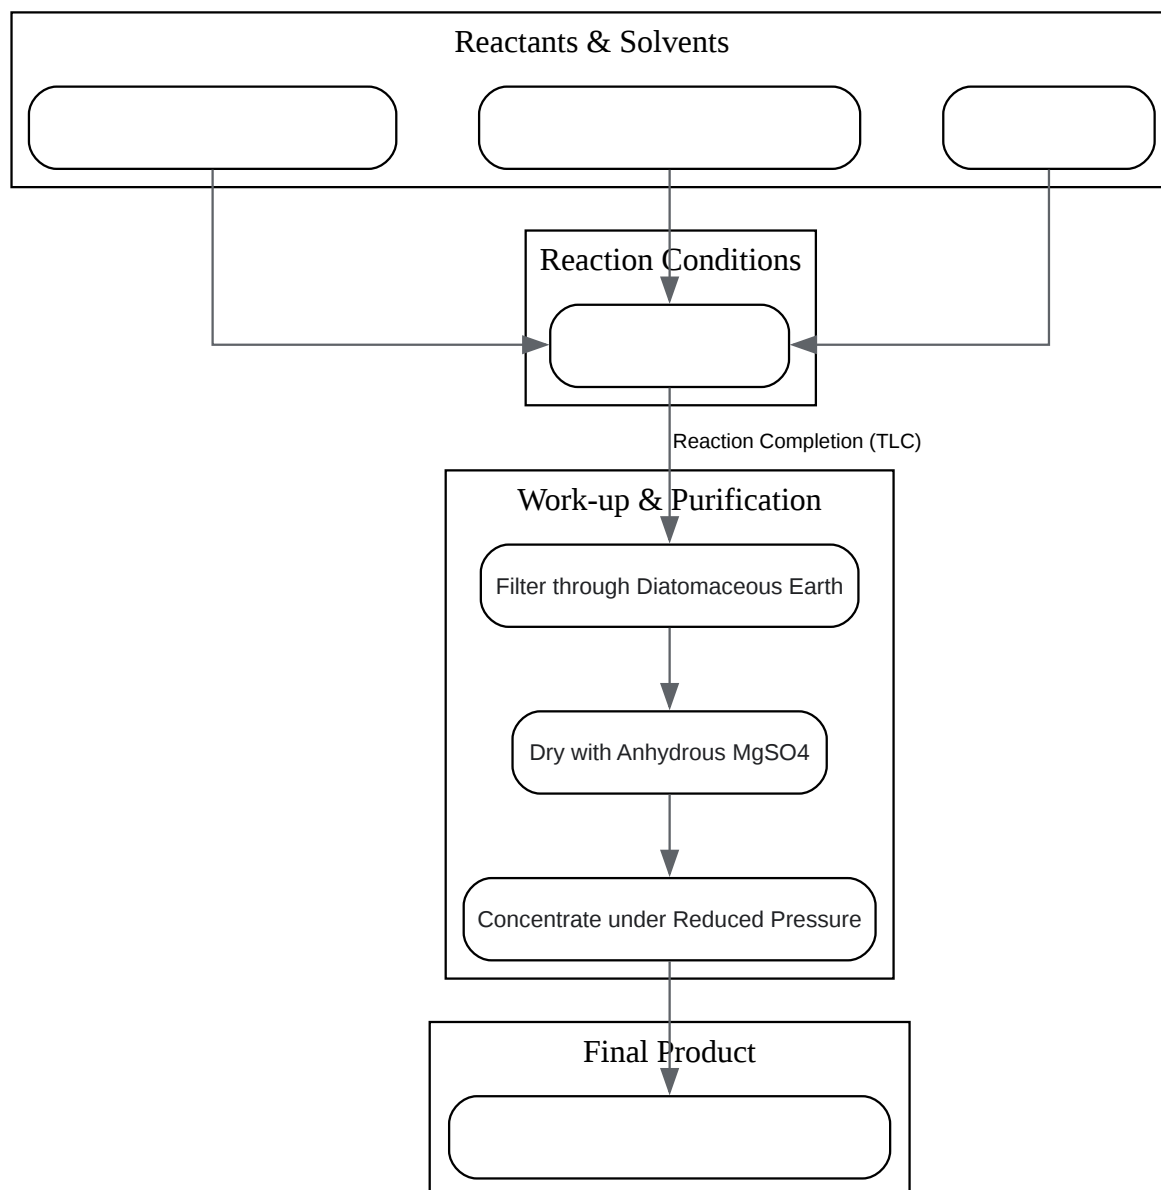 Reactants & Solvents
Reaction Conditions
Reaction Completion (TLC)
Work-up & Purification
Filter through Diatomaceous Earth
Dry with Anhydrous MgSO4
Concentrate under Reduced Pressure
Final Product